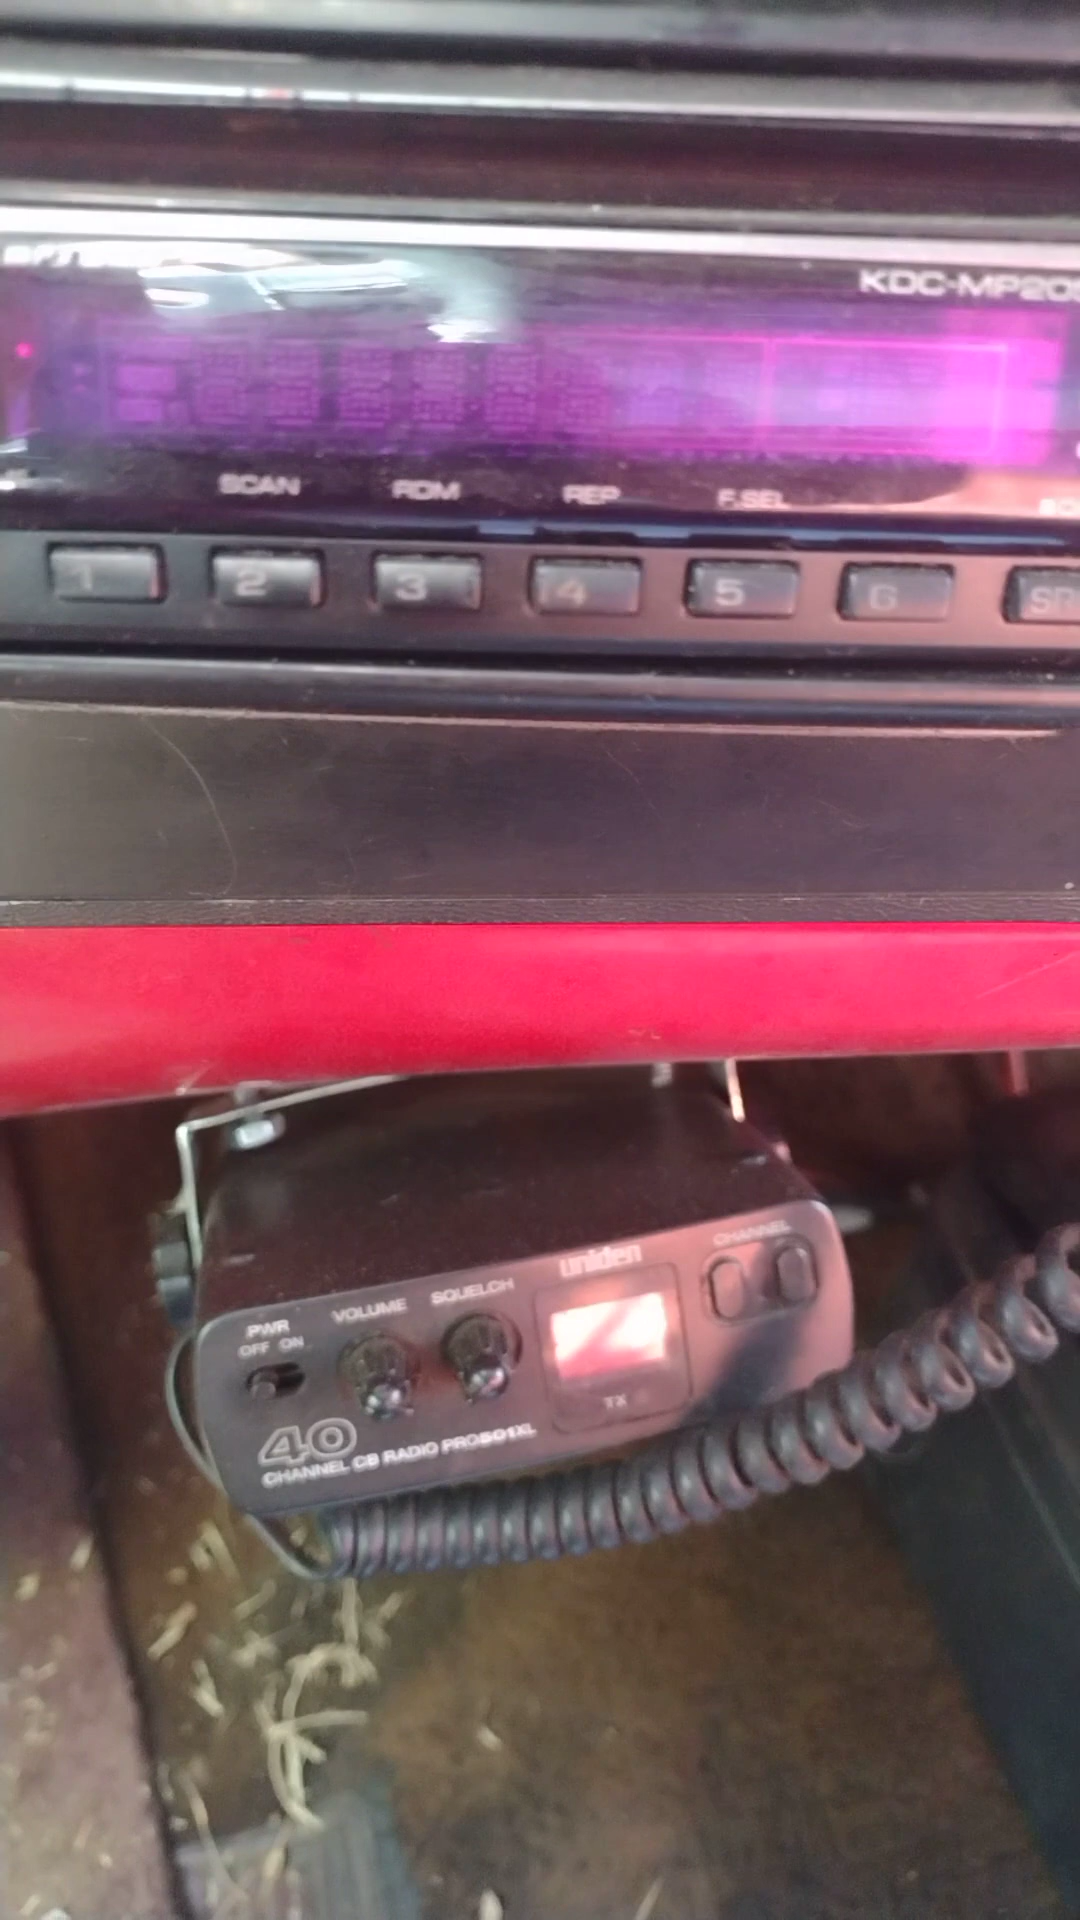 KDC-MP205
SCAN RDM REP F.SEL
1 2 3 4 5 6
uniden
CHANNEL
VOLUME SQUELCH
PWR
OFF ON
TX
40
CHANNEL CB RADIO PRO501XL